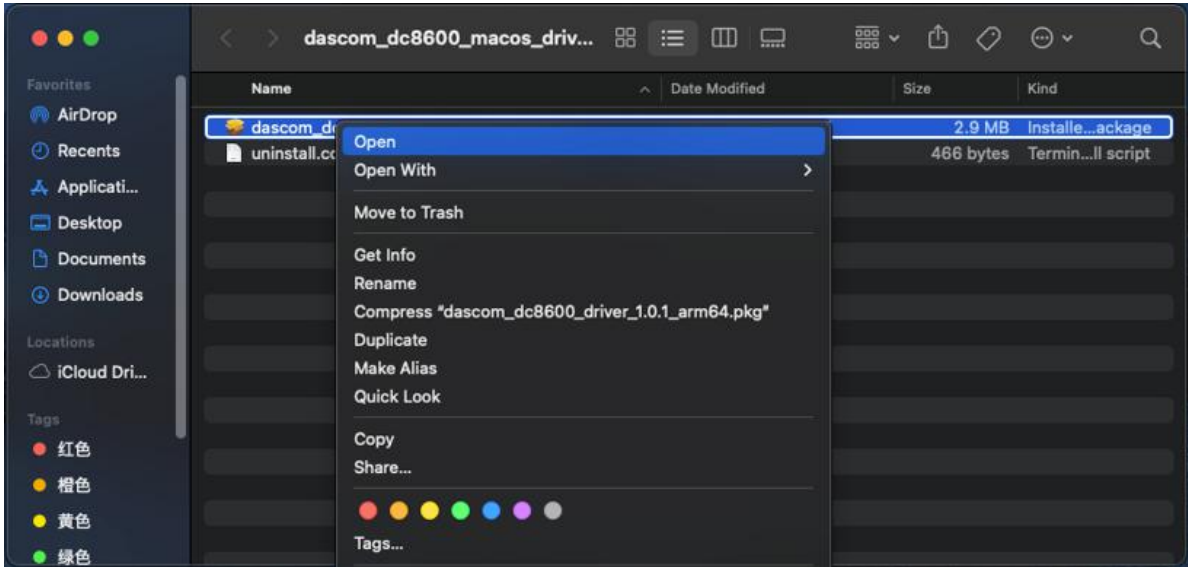 dascom_dc8600_macos_driv...
Favorites
AirDrop
Recents
Applicati...
Desktop
Documents
Downloads
Locations
iCloud Dri...
Tags
红色
橙色
黄色
绿色
Name Date Modified Size Kind
dascom_d 2.9 MB Installe...ackage
uninstall.co 466 bytes Termin...ll script
Open
Open With
Move to Trash
Get Info
Rename
Compress "dascom_dc8600_driver_1.0.1_arm64.pkg"
Duplicate
Make Alias
Quick Look
Copy
Share...
Tags...